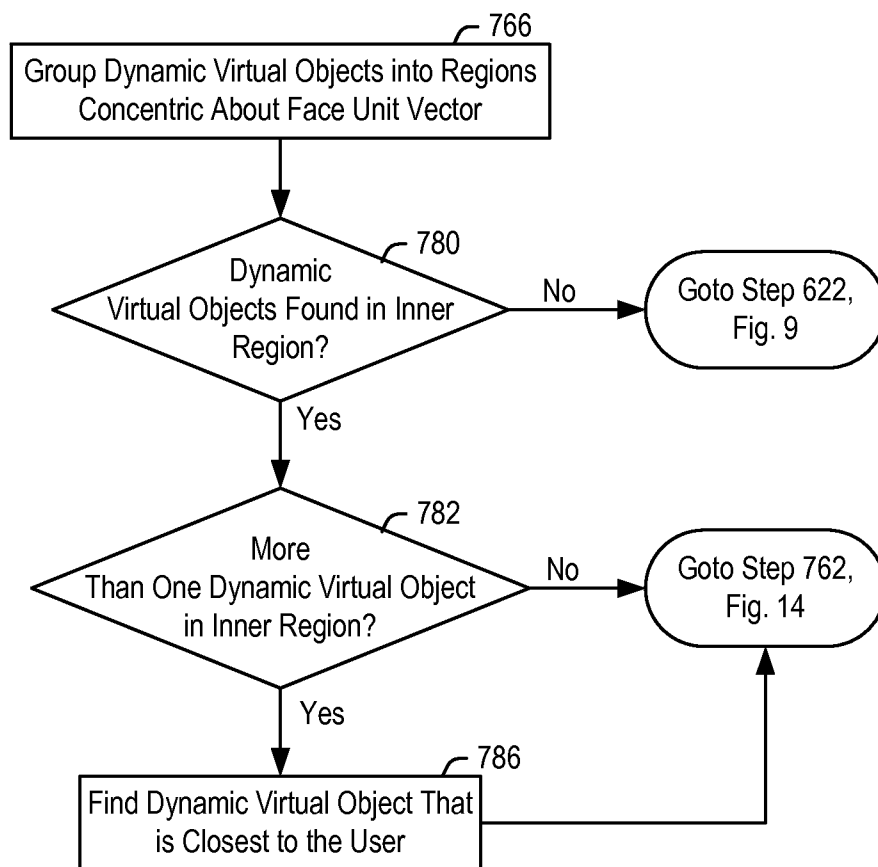 766
Group Dynamic Virtual Objects into Regions
Concentric About Face Unit Vector
780
Dynamic
Virtual Objects Found in Inner
Region?
No
Goto Step 622,
Fig. 9
Yes
782
More
Than One Dynamic Virtual Object
in Inner Region?
No
Goto Step 762,
Fig. 14
Yes
786
Find Dynamic Virtual Object That
is Closest to the User